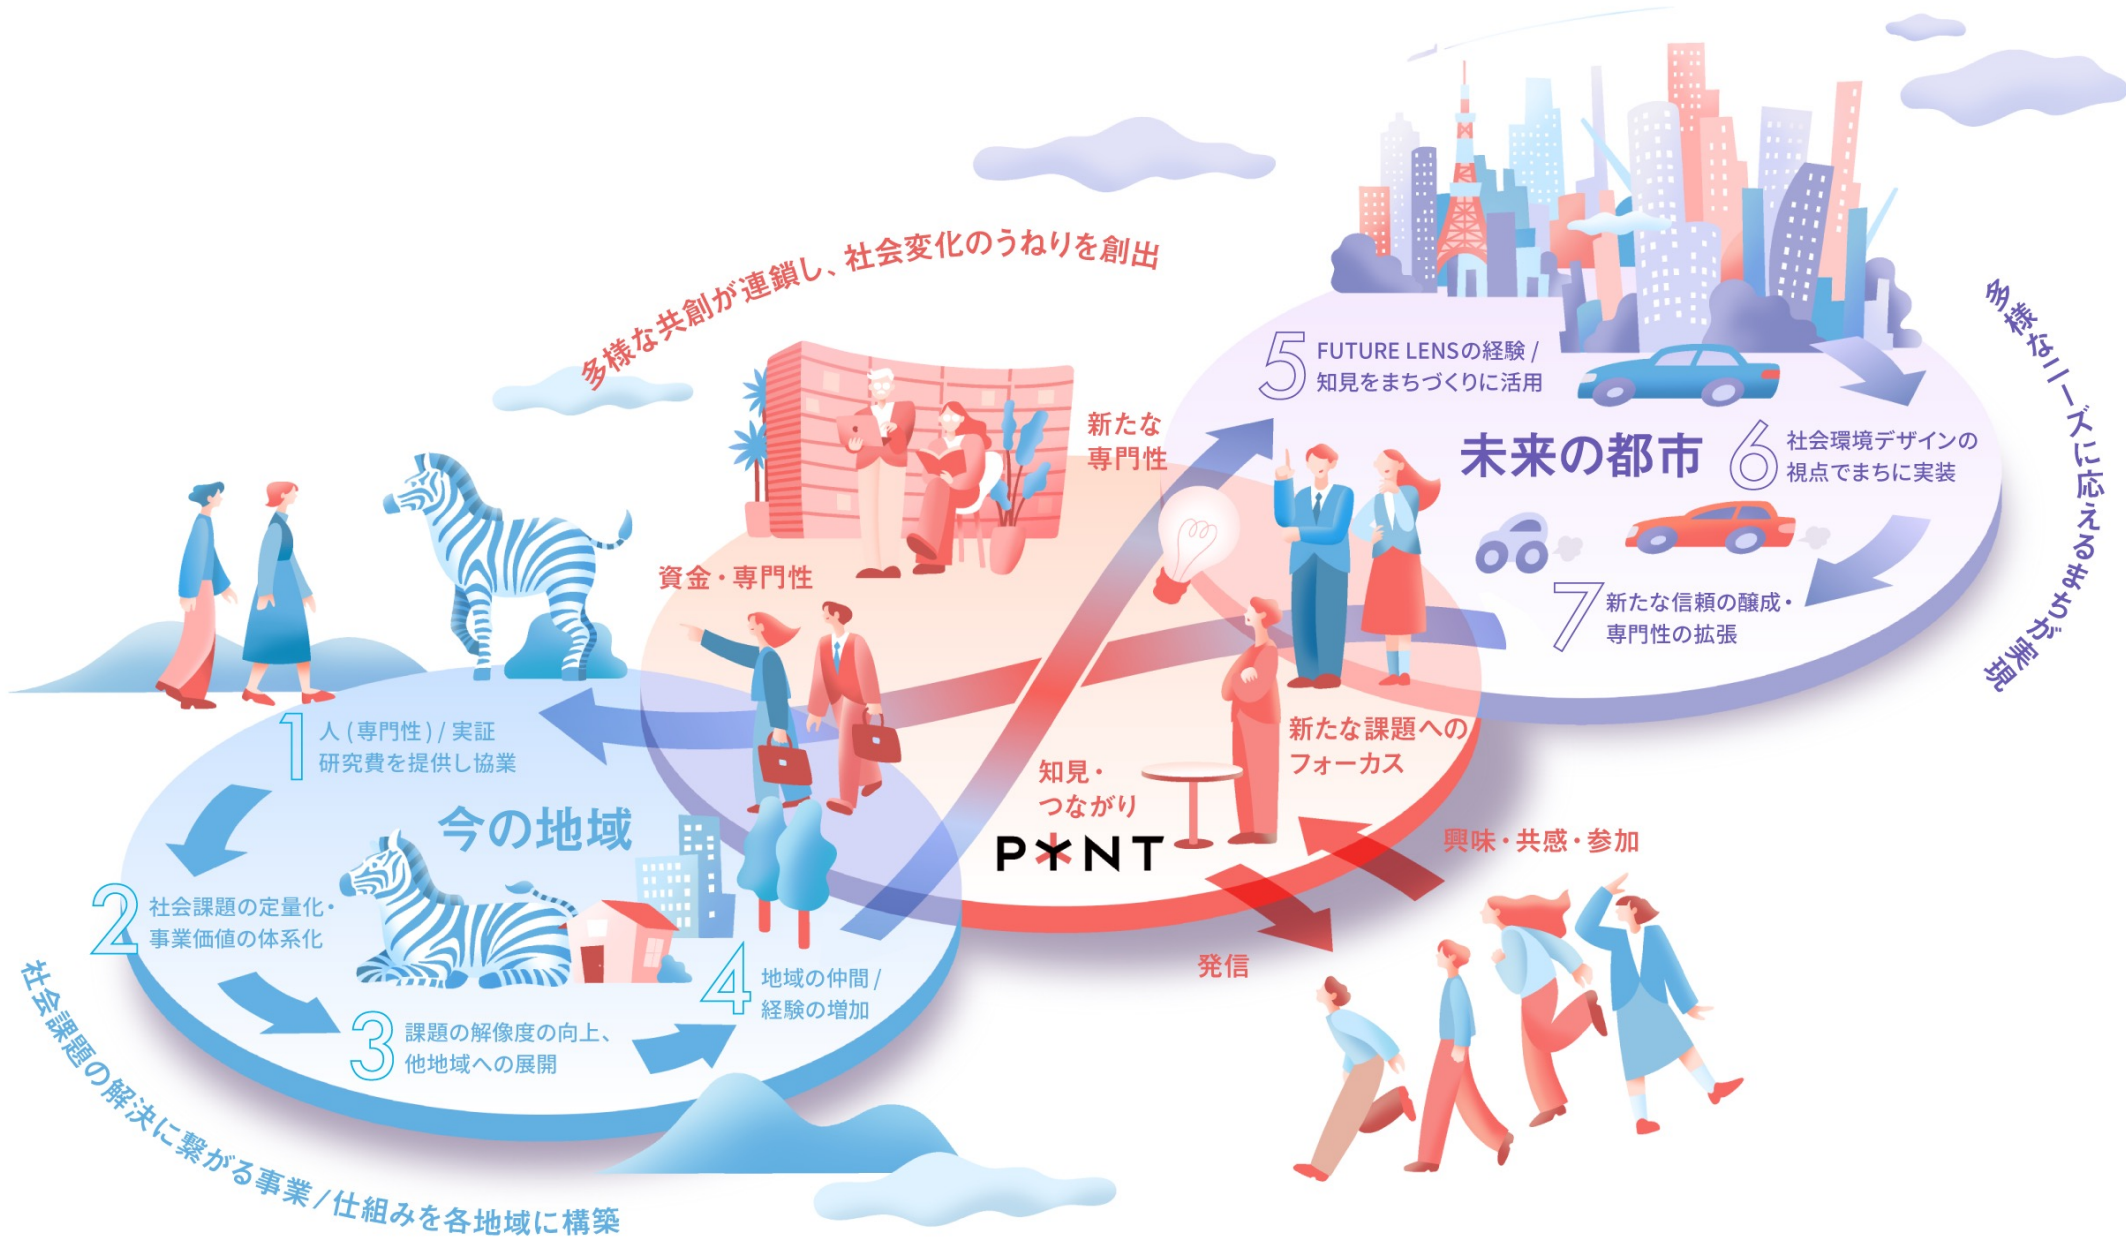 多様な共創が連鎖し、社会変化のうねりを創出
多様なニーズに応えるまちが実現
5
FUTURE LENSの経験 /
知見をまちづくりに活用
未来の都市
6
社会環境デザインの
視点でまちに実装
7
新たな信頼の醸成・
専門性の拡張
新たな
専門性
資金・専門性
新たな課題への
フォーカス
知見・
つながり
PYNT
興味・共感・参加
発信
1
人 (専門性) / 実証
研究費を提供し協業
今の地域
2
社会課題の定量化・
事業価値の体系化
3
課題の解像度の向上、
他地域への展開
4
地域の仲間 /
経験の増加
社会課題の解決に繋がる事業 / 仕組みを各地域に構築